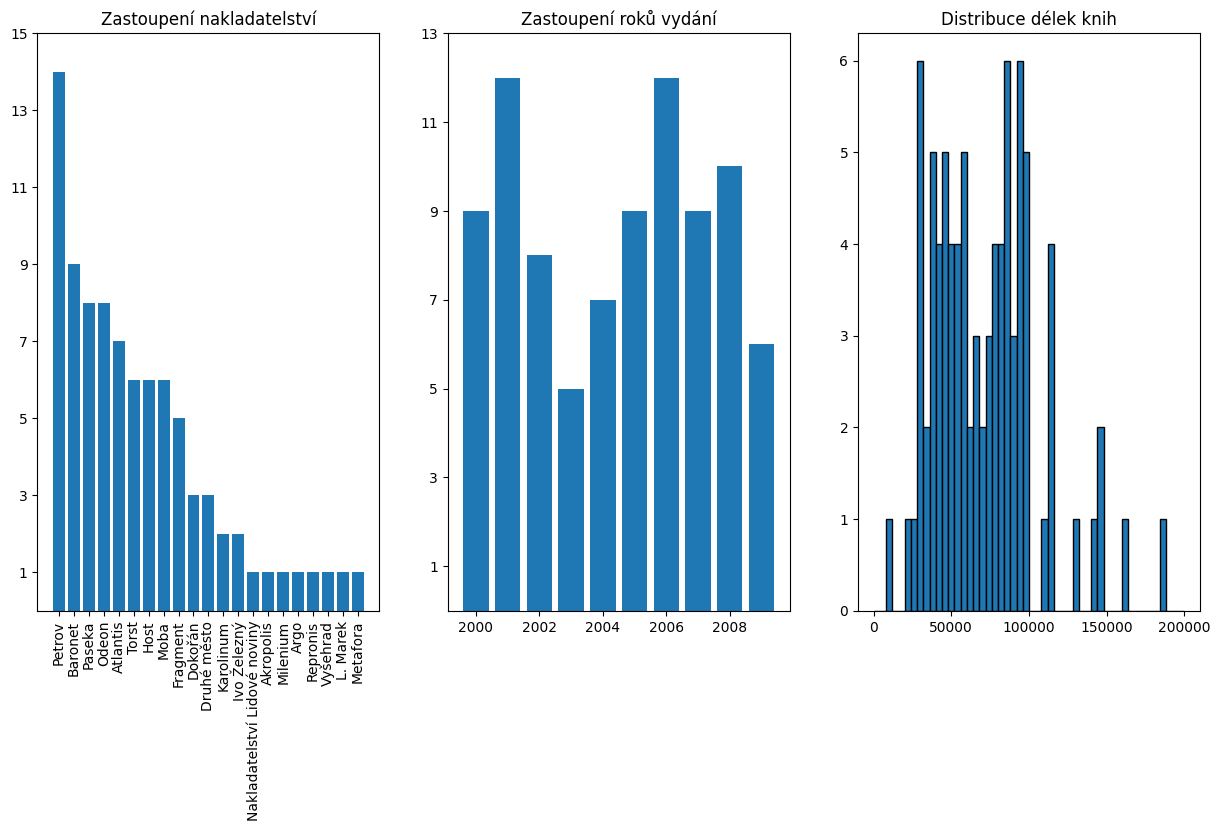 Zastoupení nakladatelství
15
13
11
9
7
5
3
1
Petrov
Baronet
Paseka
Odeon
Atlantis
Torst
Host
Moba
Fragment
Dokořán
Druhé město
Karolinum
Ivo Železný
Nakladatelství Lidové noviny
Akropolis
Milenium
Argo
Repronis
Vyšehrad
L. Marek
Metafora
Zastoupení roků vydání
13
11
9
7
5
3
1
2000
2002
2004
2006
2008
Distribuce délek knih
6
5
4
3
2
1
0
0
50000
100000
150000
200000